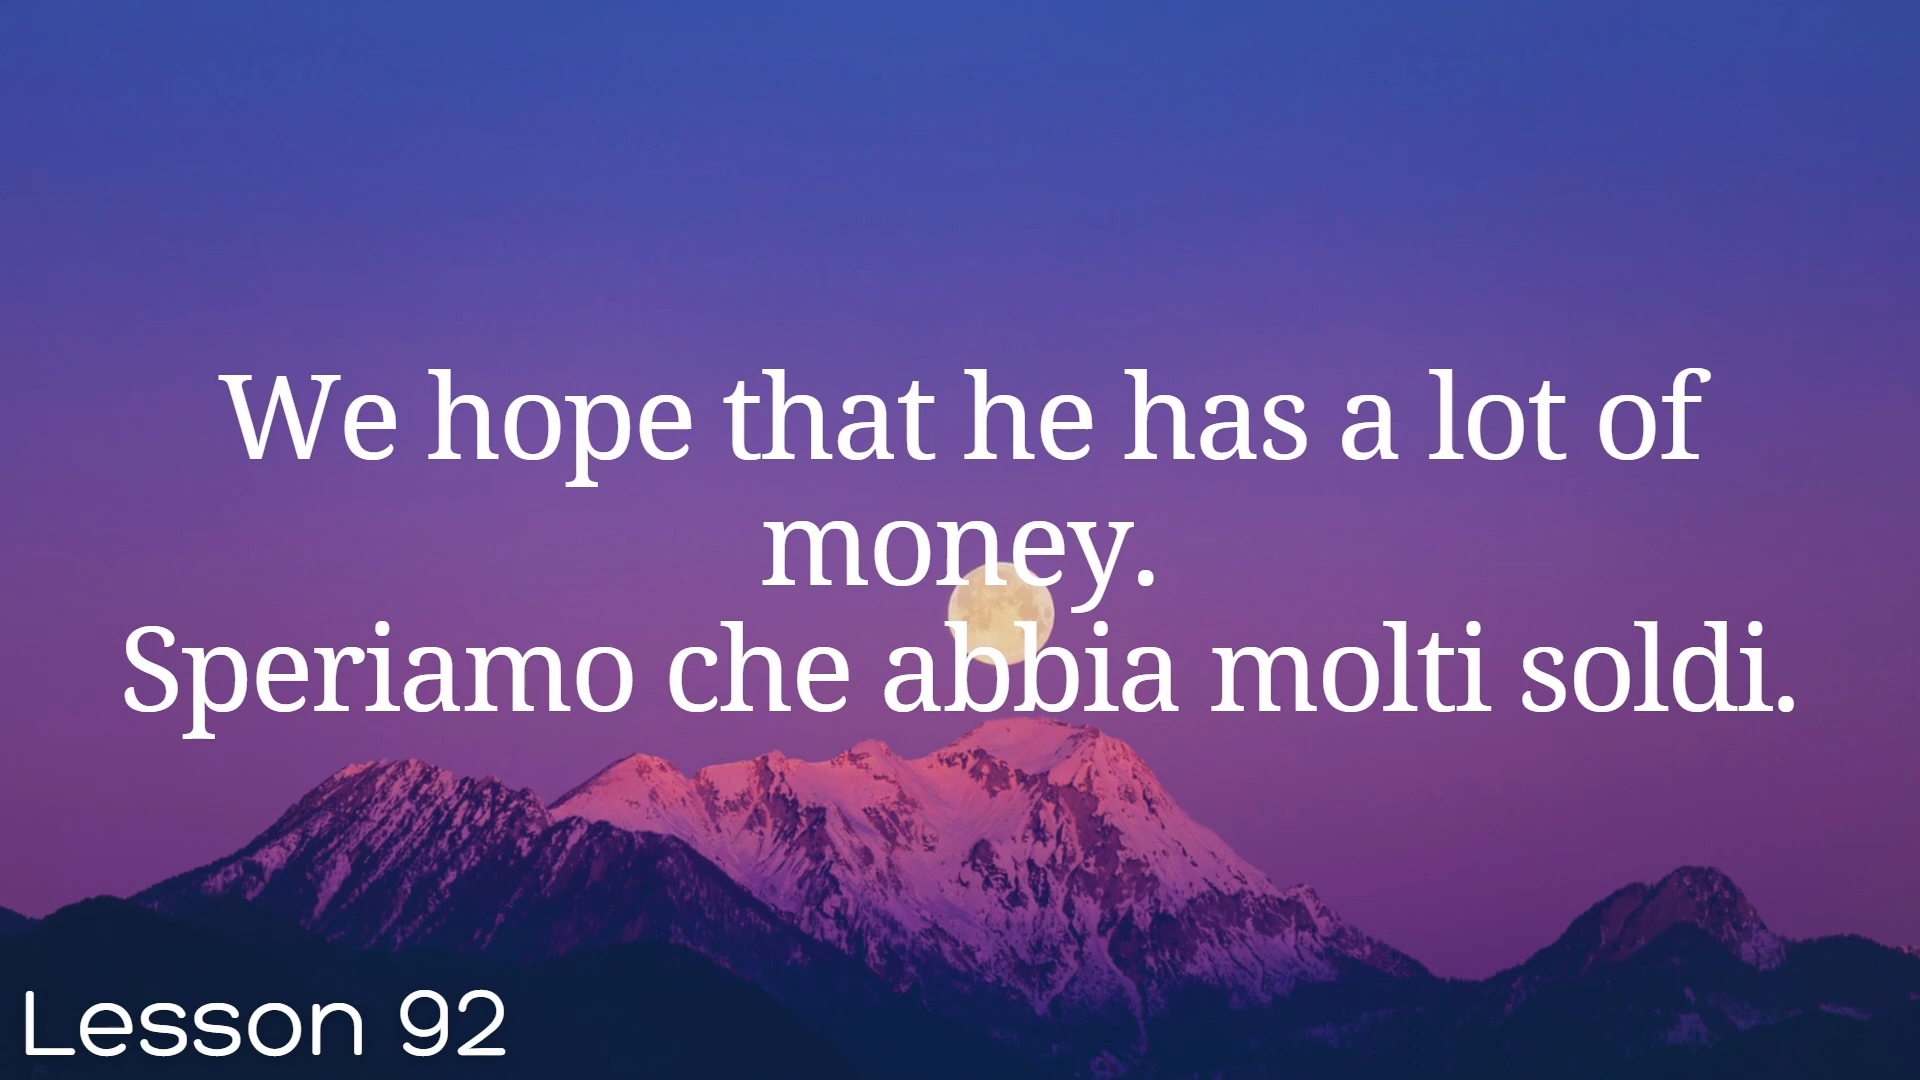 We hope that he has a lot of
money.
Speriamo che abbia molti soldi.
Lesson 92